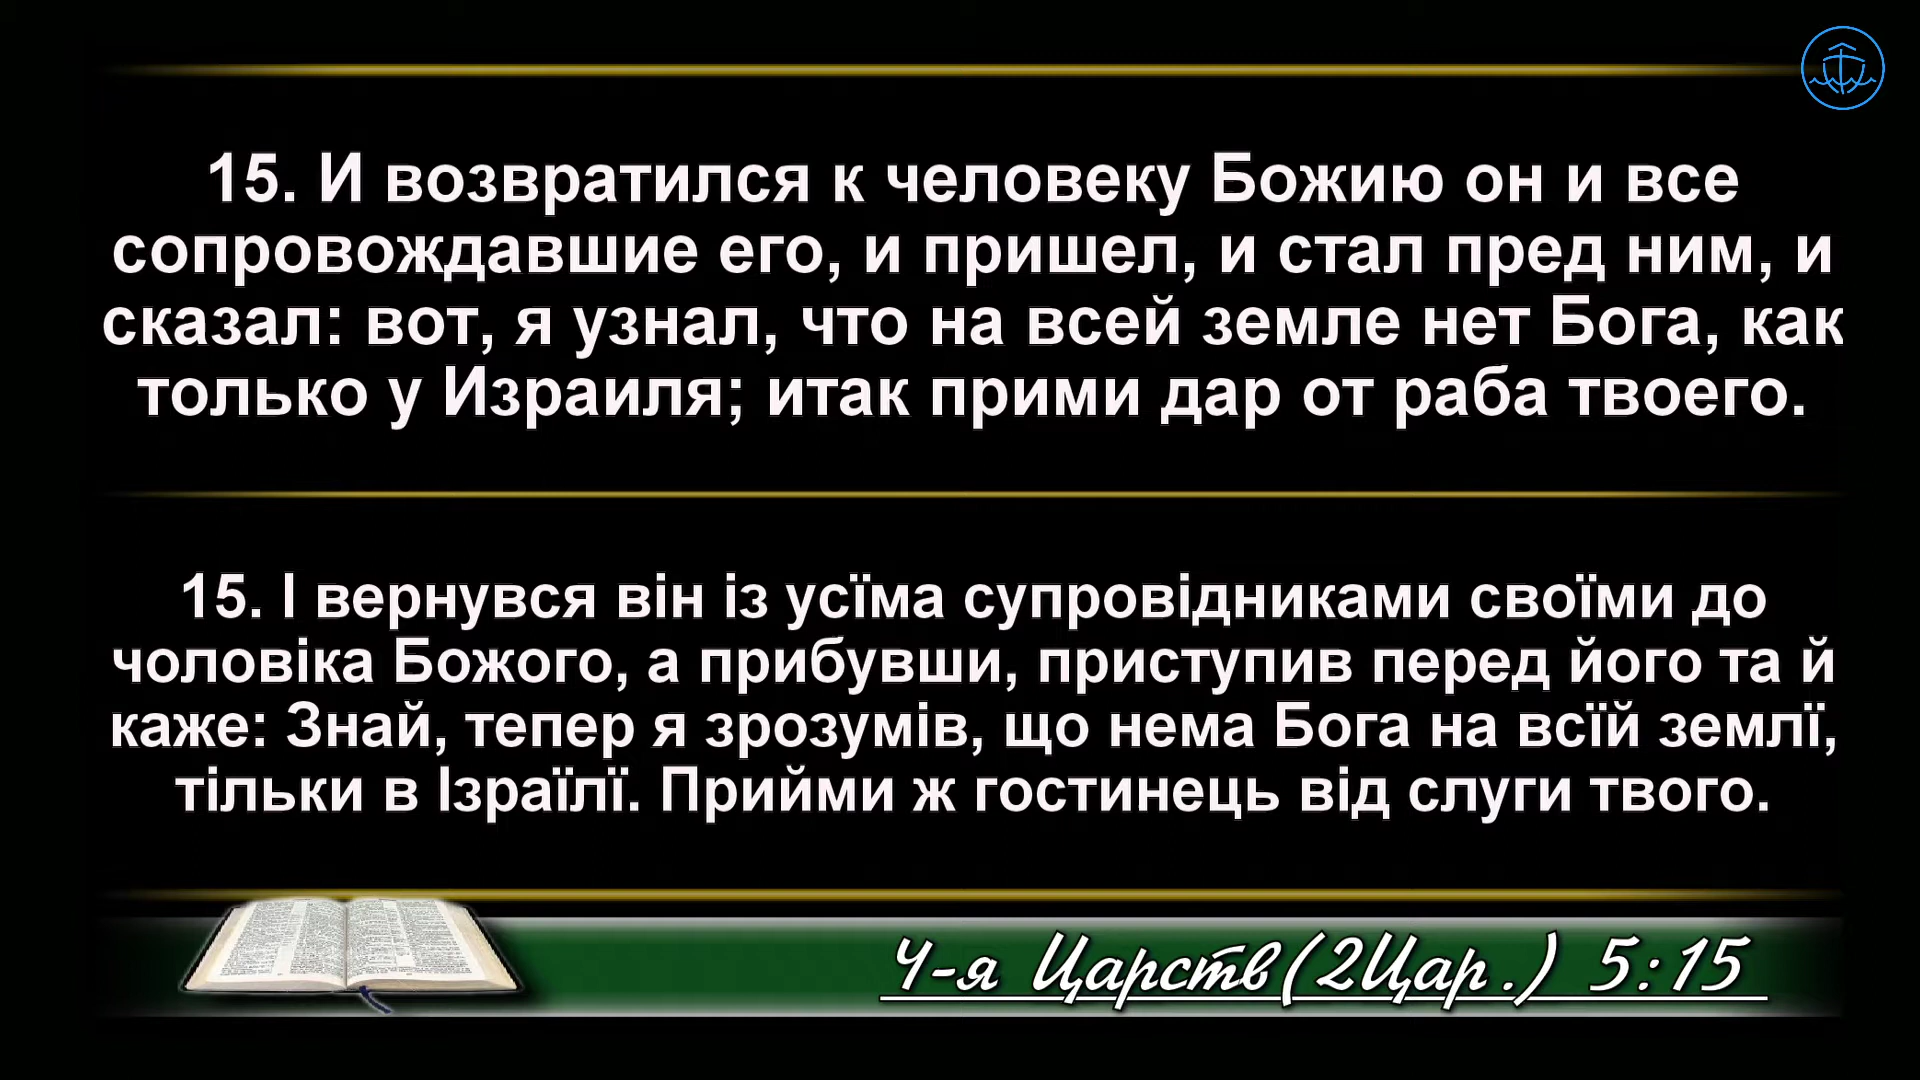 15. И возвратился к человеку Божию он и все
сопровождавшие его, и пришел, и стал пред ним, и
сказал: вот, я узнал, что на всей земле нет Бога, как
только у Израиля; итак прими дар от раба твоего.
15. І вернувся він із усїма супровідниками своїми до
чоловіка Божого, а прибувши, приступив перед його та й
каже: Знай, тепер я зрозумів, що нема Бога на всїй землї,
тільки в Ізраїлї. Прийми ж гостинець від слуги твого.
4-я Царств(2Цар.) 5:15